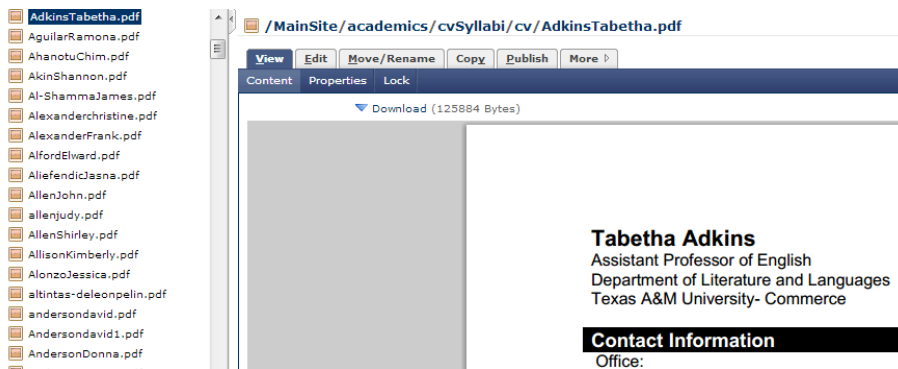 AdkinsTabetha.pdf
AguilarRamona.pdf
AhanotuChim.pdf
AkinShannon.pdf
Al-ShammaJames.pdf
Alexanderchristine.pdf
AlexanderFrank.pdf
AlfordElward.pdf
AliefendicJasna.pdf
AllenJohn.pdf
allenjudy.pdf
AllenShirley.pdf
AllisonKimberly.pdf
AlonzoJessica.pdf
altintas-deleonpelin.pdf
andersondavid.pdf
Andersondavid1.pdf
AndersonDonna.pdf
/MainSite/academics/cvSyllabi/cv/AdkinsTabetha.pdf
View Edit Move/Rename Copy Publish More
Content Properties Lock
Download (125884 Bytes)
Tabetha Adkins
Assistant Professor of English
Department of Literature and Languages
Texas A&M University- Commerce
Contact Information
Office: